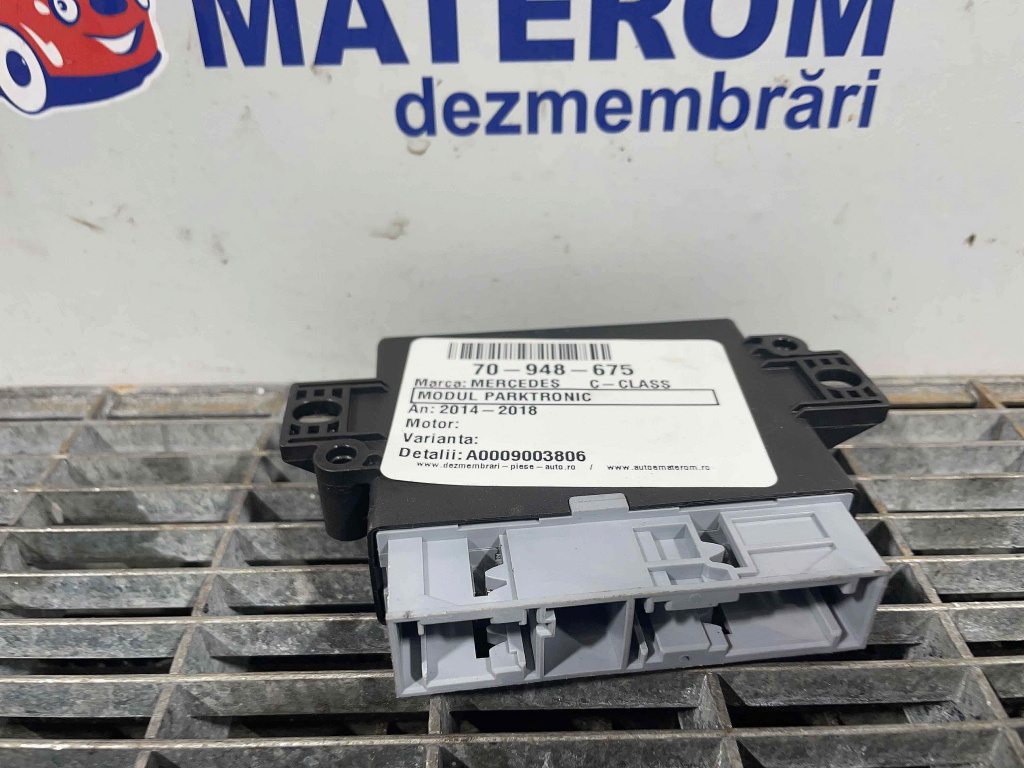 MATEROM
dezmembrări
70-948-675
Marca: MERCEDES C-CLASS
MODUL PARKTRONIC
An: 2014-2018
Motor:
Varianta:
Detalii: A0009003806
www.dezmembrari-piese-auto.ro / www.autoematerom.ro